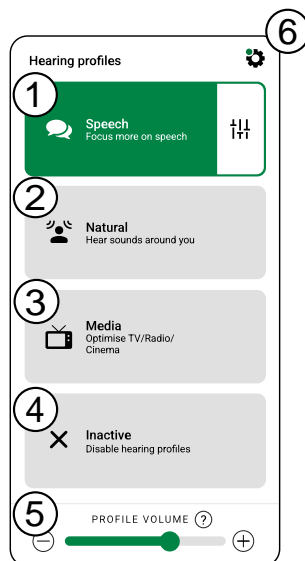 6
Hearing profiles
1
Speech
Focus more on speech
2
Natural
Hear sounds around you
3
Media
Optimise TV/Radio/
Cinema
4
Inactive
Disable hearing profiles
5
PROFILE VOLUME ?